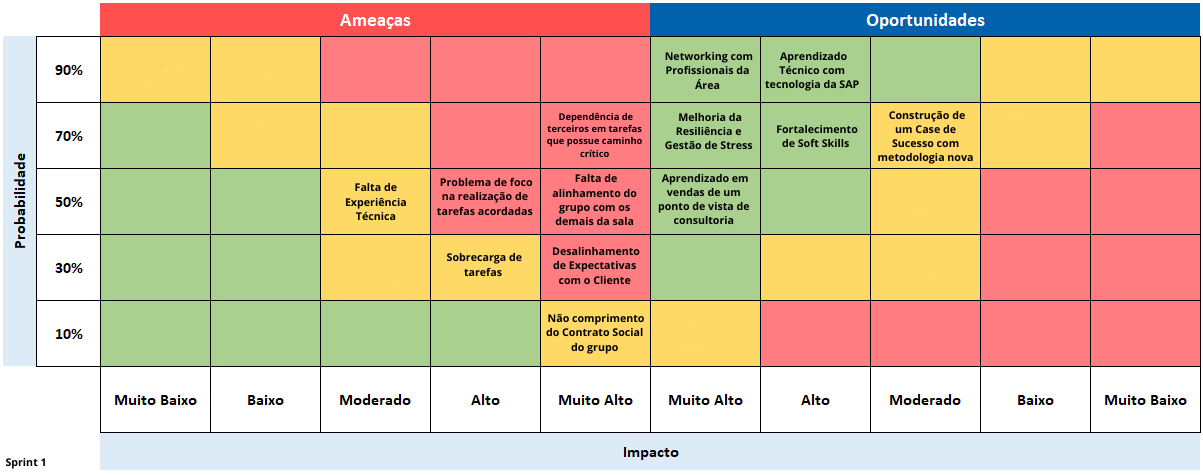 Ameaças
Oportunidades
Probabilidade
90%
Networking com
Profissionais da
Área
Aprendizado
Técnico com
tecnologia da SAP
70%
Dependência de
terceiros em tarefas
que possue caminho
crítico
Melhoria da
Resiliência e
Gestão de Stress
Fortalecimento
de Soft Skills
Construção de
um Case de
Sucesso com
metodologia nova
50%
Falta de
Experiência
Técnica
Problema de foco
na realização de
tarefas acordadas
Falta de
alinhamento do
grupo com os
demais da sala
Aprendizado em
vendas de um
ponto de vista de
consultoria
30%
Sobrecarga de
tarefas
Desalinhamento
de Expectativas
com o Cliente
10%
Não comprimento
do Contrato Social
do grupo
Muito Baixo
Baixo
Moderado
Alto
Muito Alto
Muito Alto
Alto
Moderado
Baixo
Muito Baixo
Impacto
Sprint 1